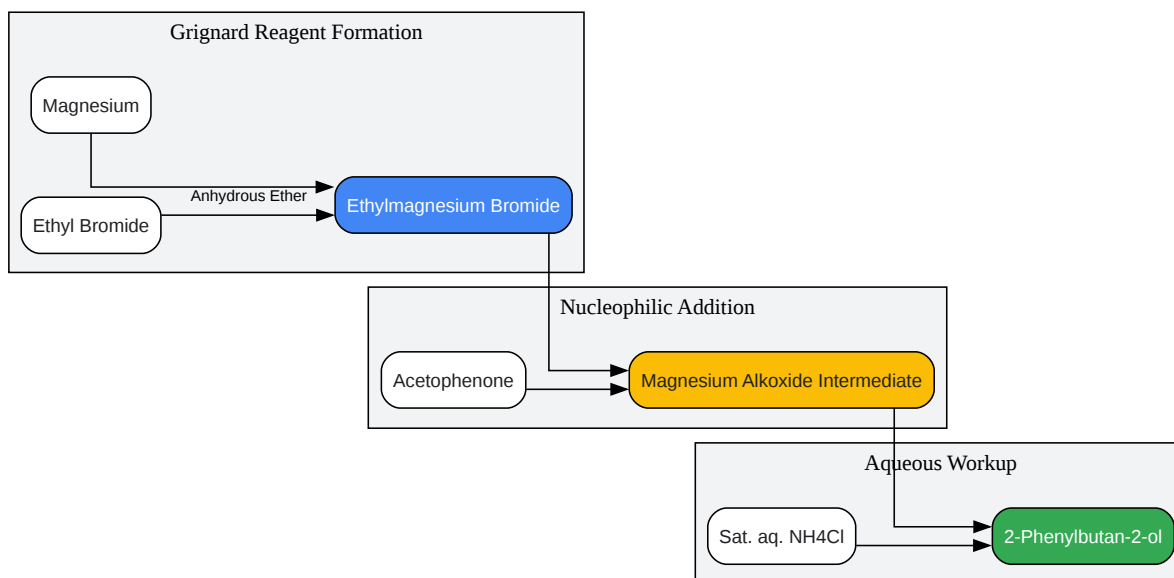 Grignard Reagent Formation
Magnesium
Anhydrous Ether
Ethylmagnesium Bromide
Ethyl Bromide
Nucleophilic Addition
Acetophenone
Magnesium Alkoxide Intermediate
Aqueous Workup
Sat. aq. NH4Cl
2-Phenylbutan-2-ol